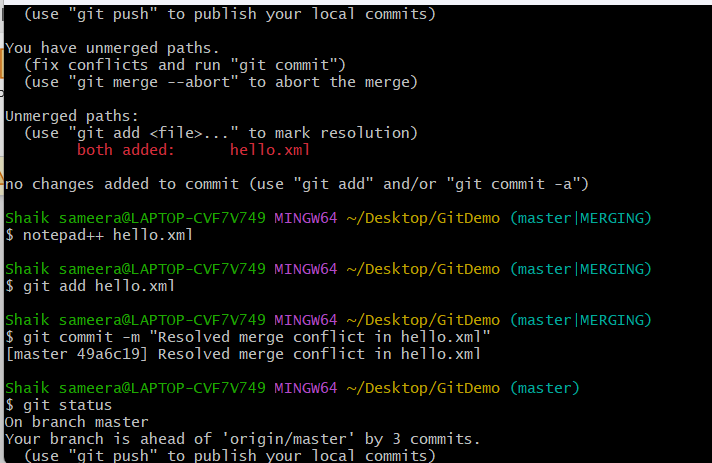 (use "git push" to publish your local commits)
You have unmerged paths.
(fix conflicts and run "git commit")
(use "git merge --abort" to abort the merge)
Unmerged paths:
(use "git add <file>..." to mark resolution)
both added:      hello.xml
no changes added to commit (use "git add" and/or "git commit -a")
Shaik sameera@LAPTOP-CVF7V749 MINGW64 ~/Desktop/GitDemo (master|MERGING)
$ notepad++ hello.xml
Shaik sameera@LAPTOP-CVF7V749 MINGW64 ~/Desktop/GitDemo (master|MERGING)
$ git add hello.xml
Shaik sameera@LAPTOP-CVF7V749 MINGW64 ~/Desktop/GitDemo (master|MERGING)
$ git commit -m "Resolved merge conflict in hello.xml"
[master 49a6c19] Resolved merge conflict in hello.xml
Shaik sameera@LAPTOP-CVF7V749 MINGW64 ~/Desktop/GitDemo (master)
$ git status
On branch master
Your branch is ahead of 'origin/master' by 3 commits.
(use "git push" to publish your local commits)